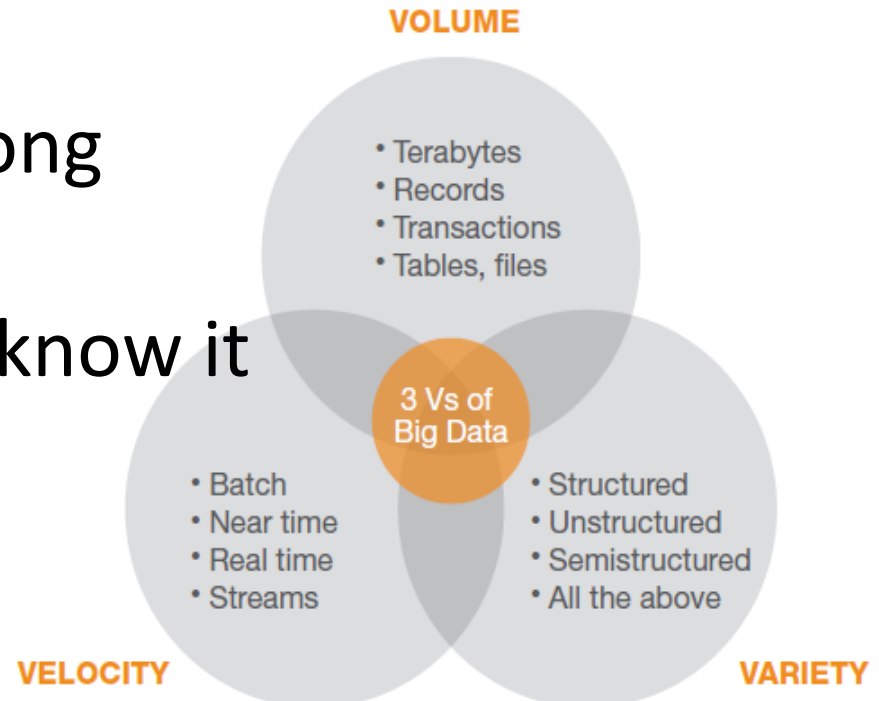 VOLUME
ong
know it
• Terabytes
• Records
• Transactions
• Tables, files
3 Vs of
Big Data
• Batch
• Near time
• Real time
• Streams
• Structured
• Unstructured
• Semistructured
• All the above
VELOCITY
VARIETY